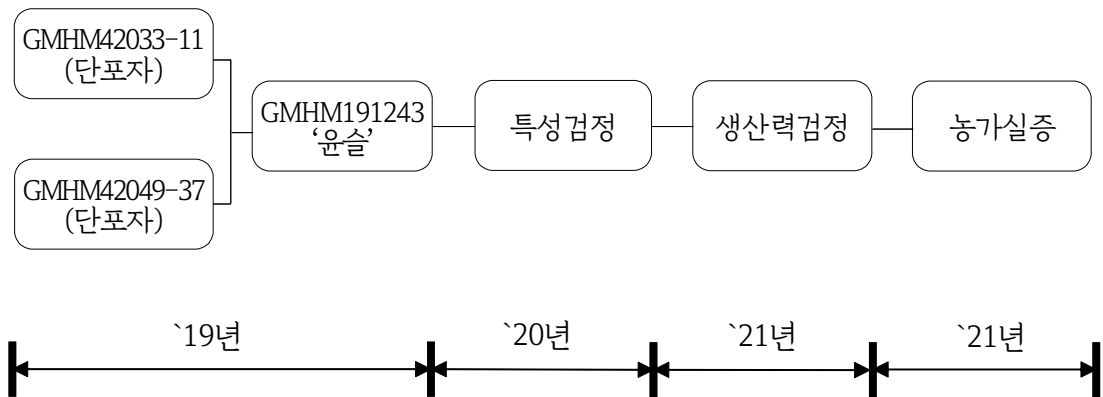 GMHM42033-11
(단포자)
GMHM42049-37
(단포자)
GMHM191243
‘윤슬’
특성검정
생산력검정
농가실증
`19년
`20년
`21년
`21년